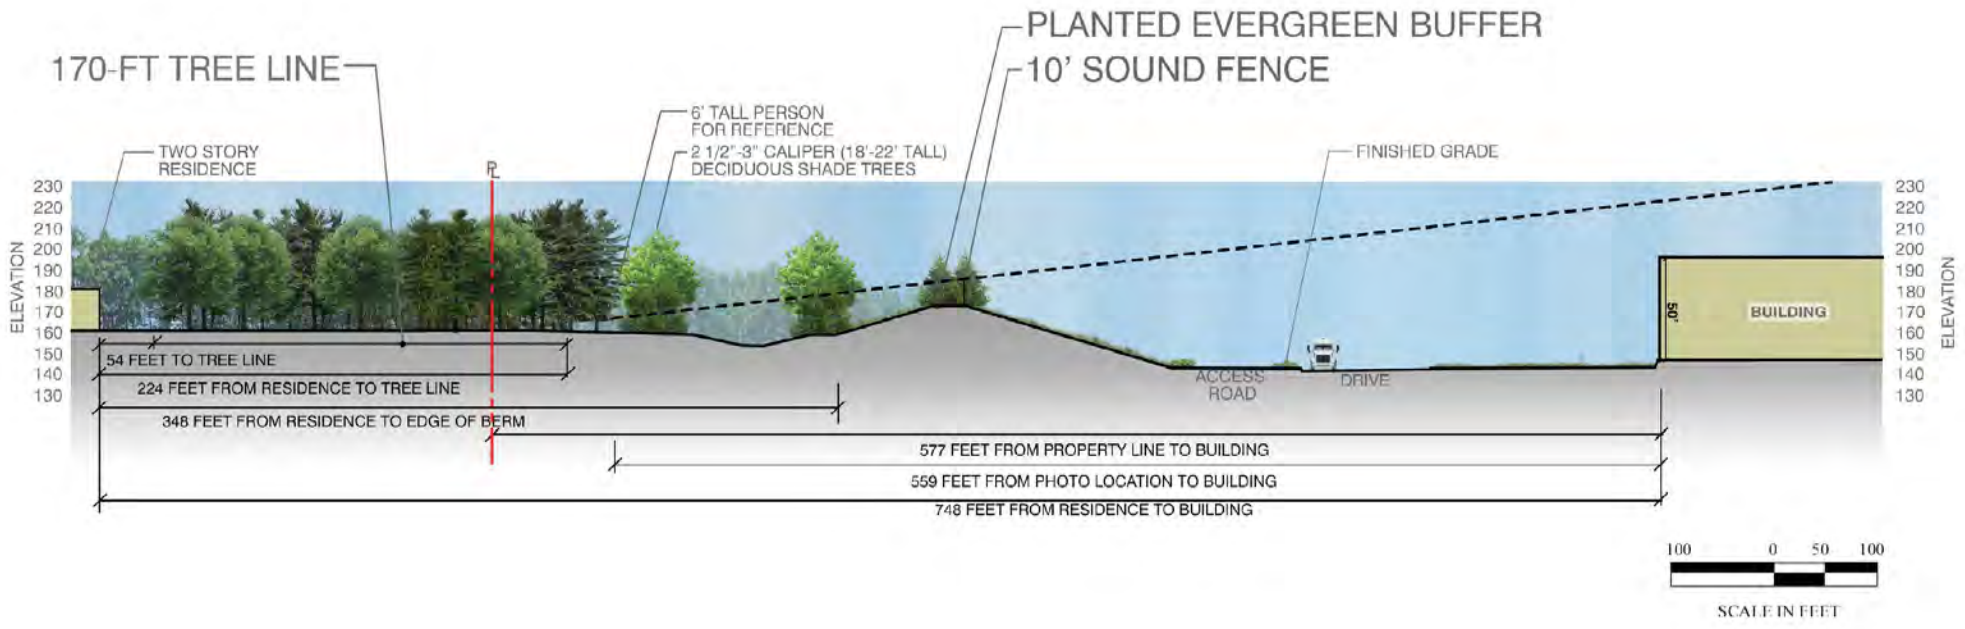 PLANTED EVERGREEN BUFFER
10' SOUND FENCE
170-FT TREE LINE
6' TALL PERSON
FOR REFERENCE
2 1/2"-3" CALIPER (18'-22' TALL)
DECIDUOUS SHADE TREES
TWO STORY
RESIDENCE
PL
FINISHED GRADE
ELEVATION
230
220
210
200
190
180
170
160
150
140
130
230
220
210
200
190
180
170
160
150
140
130
ELEVATION
50'
BUILDING
ACCESS
ROAD
DRIVE
54 FEET TO TREE LINE
224 FEET FROM RESIDENCE TO TREE LINE
348 FEET FROM RESIDENCE TO EDGE OF BERM
577 FEET FROM PROPERTY LINE TO BUILDING
559 FEET FROM PHOTO LOCATION TO BUILDING
748 FEET FROM RESIDENCE TO BUILDING
100 0 50 100
SCALE IN FEET